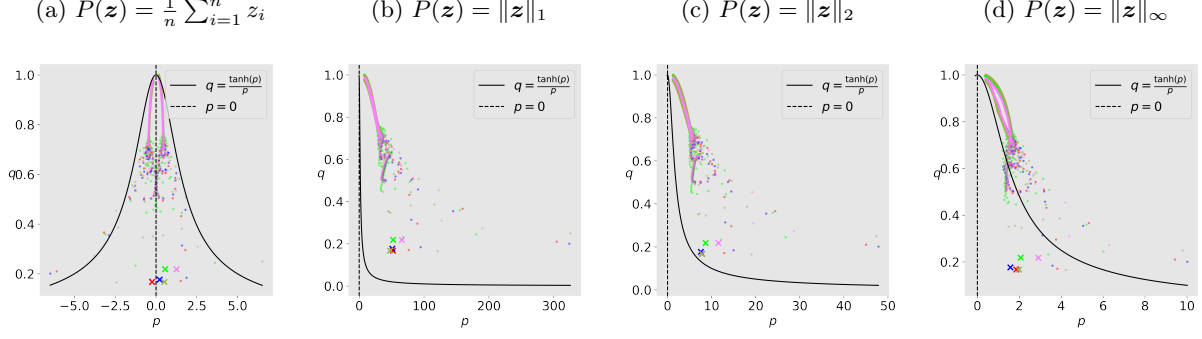 (a) P(z) = 1/n ∑ⁿᵢ₌₁ zᵢ
(b) P(z) = ‖z‖₁
(c) P(z) = ‖z‖₂
(d) P(z) = ‖z‖∞
q = tanh(p)/p
p = 0
1.0
0.8
0.6
0.4
0.2
q
−5.0 −2.5 0.0 2.5 5.0
p
q = tanh(p)/p
p = 0
1.0
0.8
0.6
0.4
0.2
0.0
q
0 100 200 300
p
q = tanh(p)/p
p = 0
1.0
0.8
0.6
0.4
0.2
0.0
q
0 10 20 30 40 50
p
q = tanh(p)/p
p = 0
1.0
0.8
0.6
0.4
0.2
q
0 2 4 6 8 10
p